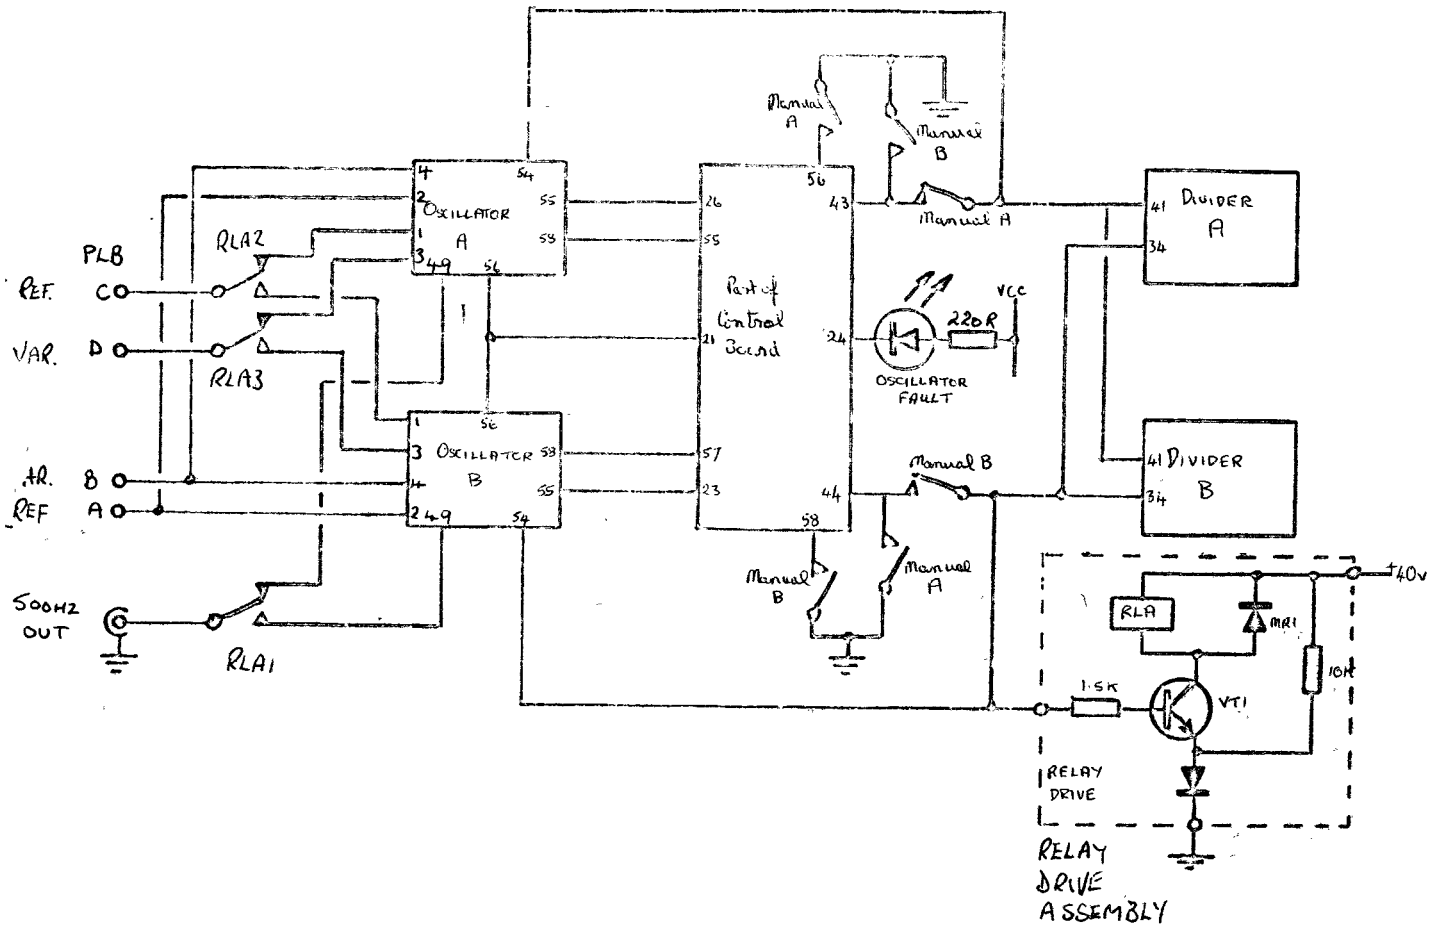 Manual
A
Manual
B
4
54
2
OSCILLATOR
A
55
1
58
3
49
56
PLB
RLA2
REF. C
VAR. D
RLA3
26
56
43
55
Part of
Control
Board
21
24
57
23
44
58
Manual A
VCC
220R
OSCILLATOR
FAULT
41 DIVIDER
A
34
1
56
3 OSCILLATOR 58
B
4
55
2 49
54
B
REF A
Manual B
41 DIVIDER
B
34
Manual
B
Manual
A
500HZ
OUT
RLA1
+40V
RLA
MR1
1.5K
VT1
RELAY
DRIVE
RELAY
DRIVE
ASSEMBLY